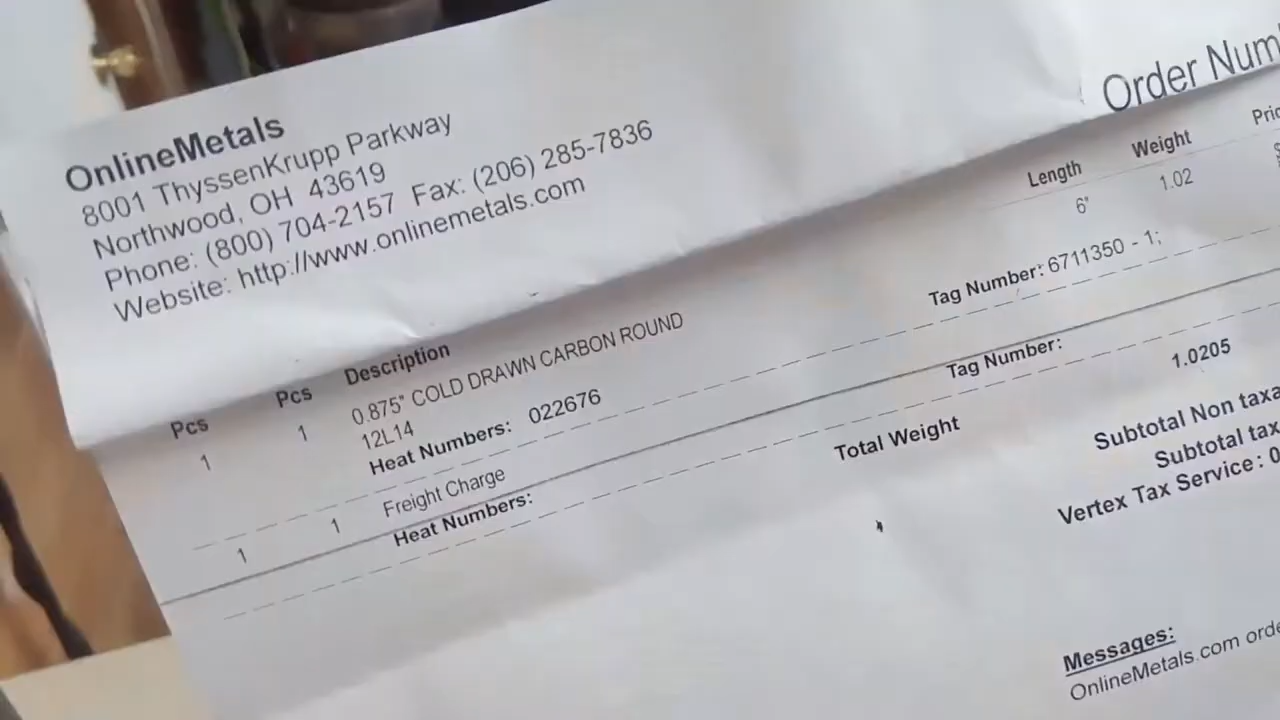 OnlineMetals
8001 ThyssenKrupp Parkway
Northwood, OH 43619
Phone: (800) 704-2157 Fax: (206) 285-7836
Website: http://www.onlinemetals.com
Order Num
Pcs Pcs Description Length Weight Pric
1 1 0.875" COLD DRAWN CARBON ROUND 6" 1.02
12L14
Heat Numbers: 022676 Tag Number: 6711350 - 1;
1 1 Freight Charge
Heat Numbers: Tag Number:
Total Weight 1.0205
Subtotal Non taxa
Subtotal tax
Vertex Tax Service: 0
Messages:
OnlineMetals.com orde